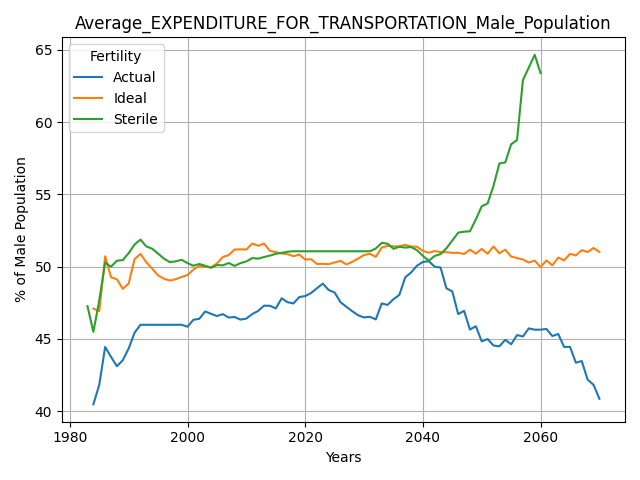 Average_EXPENDITURE_FOR_TRANSPORTATION_Male_Population
65
60
55
50
45
40
% of Male Population
Fertility
Actual
Ideal
Sterile
1980
2000
2020
2040
2060
Years